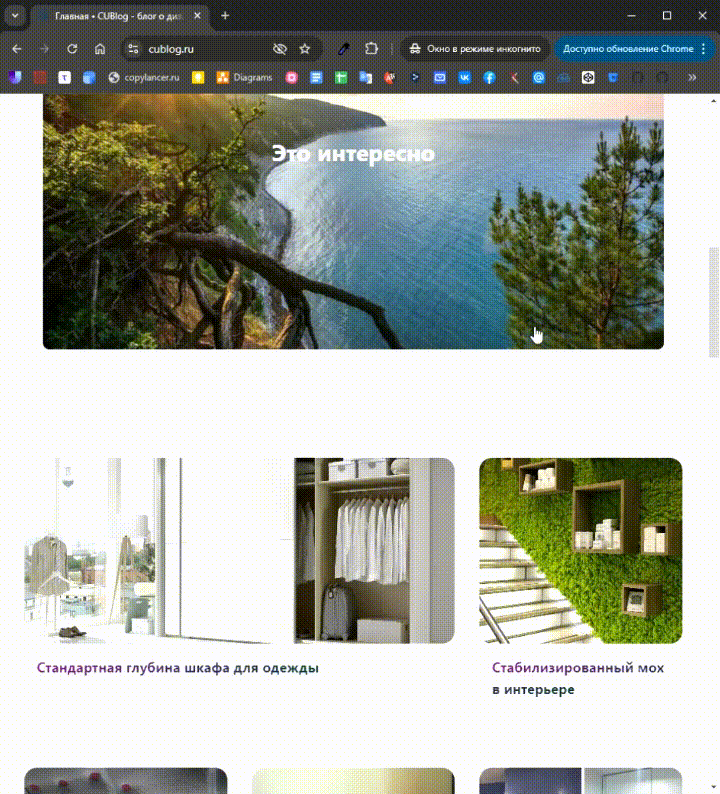 Главная • CUBlog - блог о диз
cublog.ru
Окно в режиме инкогнито
Доступно обновление Chrome
copylancer.ru
Diagrams
Это интересно
Стандартная глубина шкафа для одежды
Стабилизированный мох
в интерьере